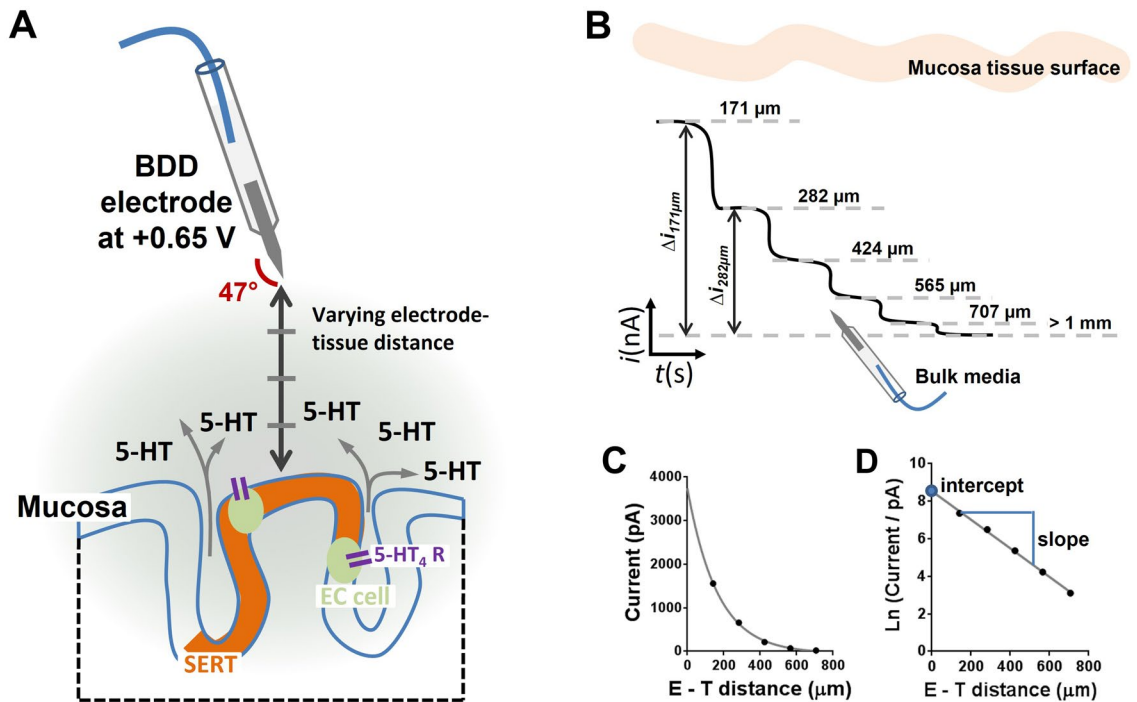 A
BDD
electrode
at +0.65 V
47°
Varying electrode-
tissue distance
5-HT
5-HT
5-HT
5-HT
5-HT
Mucosa
5-HT₄ R
EC cell
SERT
B
Mucosa tissue surface
171 µm
282 µm
424 µm
565 µm
707 µm
> 1 mm
Δi171µm
Δi282µm
i(nA)
t(s)
Bulk media
C
4000
3000
2000
1000
0
0 200 400 600 800
Current (pA)
E - T distance (µm)
D
10
8
6
4
2
0
0 200 400 600 800
Ln (Current / pA)
E - T distance (µm)
intercept
slope